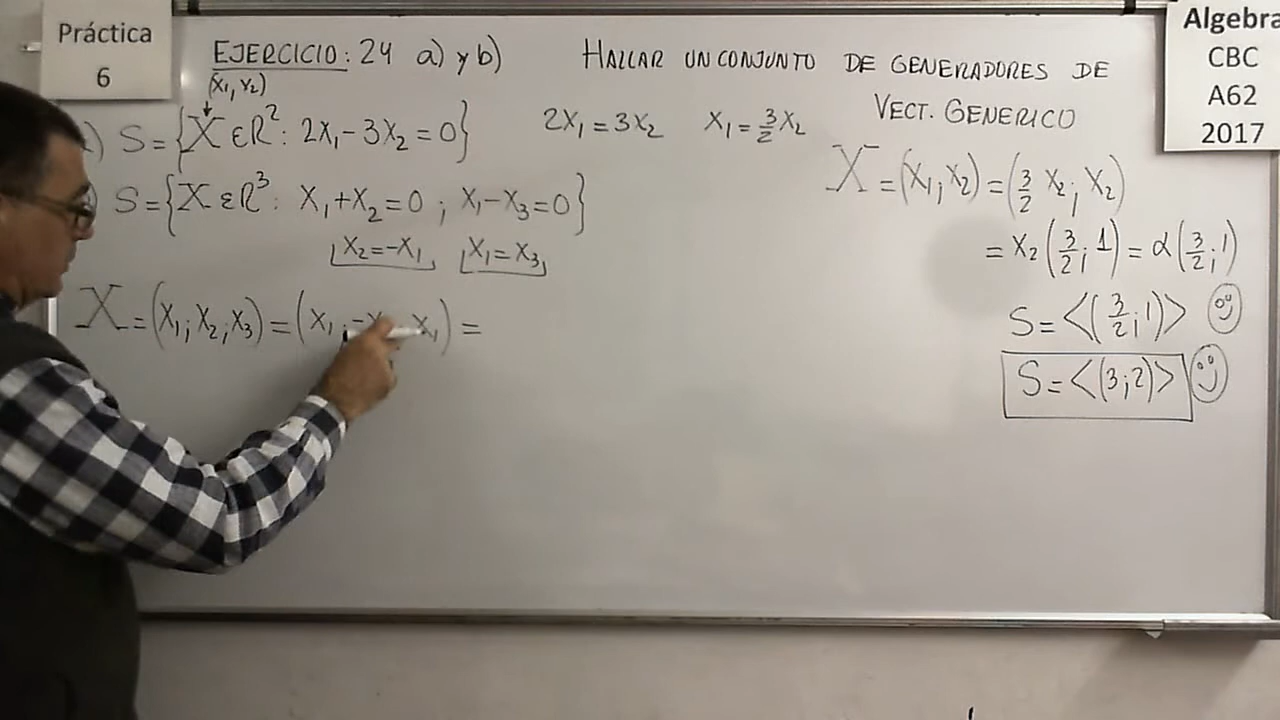 Práctica
6
EJERCICIO: 24 a) y b)
HALLAR UN CONJUNTO DE GENERADORES DE
VECT. GENERICO
Algebra
CBC
A62
2017
(X₁, X₂)
) S={X ∈ R²: 2X₁-3X₂=0}
2X₁=3X₂ X₁=3/2 X₂
X=(X₁;X₂)=(3/2 X₂; X₂)
=X₂(3/2; 1)=α(3/2; 1)
S=<(3/2; 1)>
S=<(3;2)>
) S={X ∈ R³: X₁+X₂=0 ; X₁-X₃=0}
X₂=-X₁ X₁=X₃
X=(X₁;X₂;X₃)=(X₁; -X X₁)=